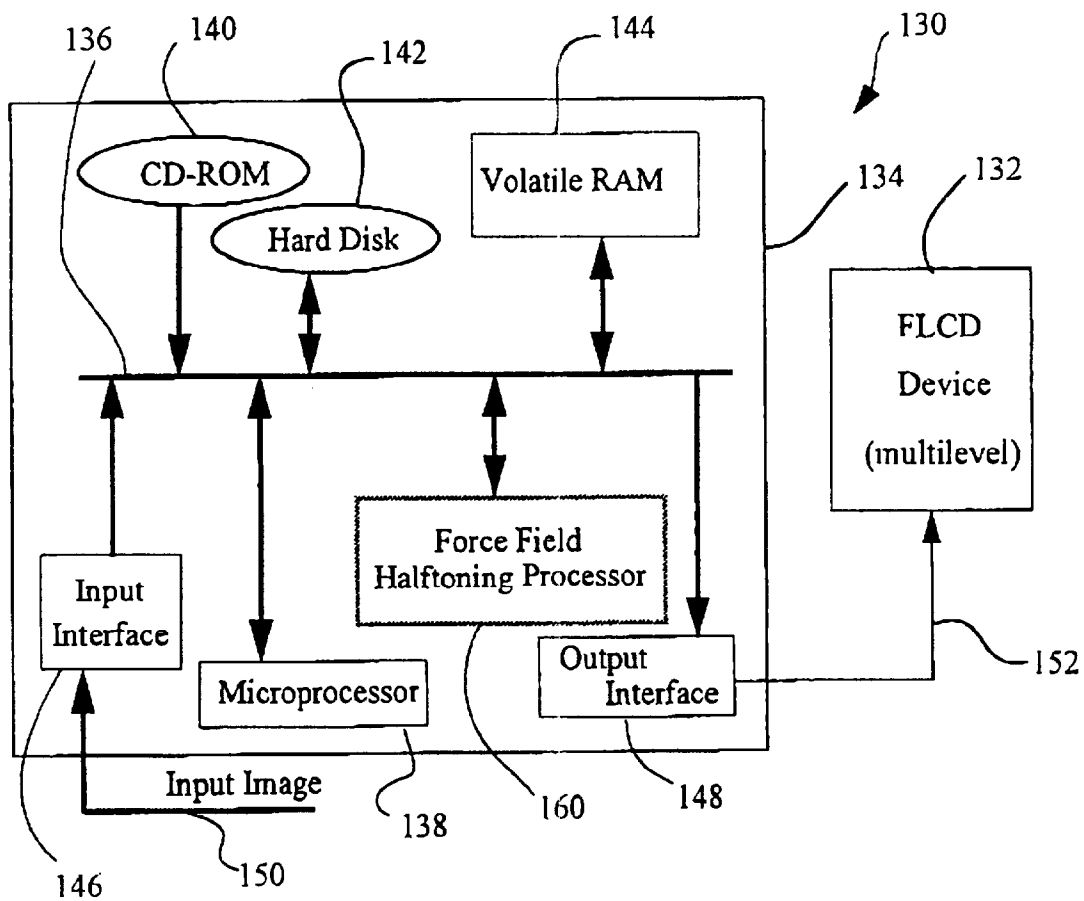 140
136
142
144
130
CD-ROM
Volatile RAM
134
132
Hard Disk
FLCD
Device
(multilevel)
Force Field
Halftoning Processor
Input
Interface
Output
Interface
152
Microprocessor
Input Image
148
160
138
150
146